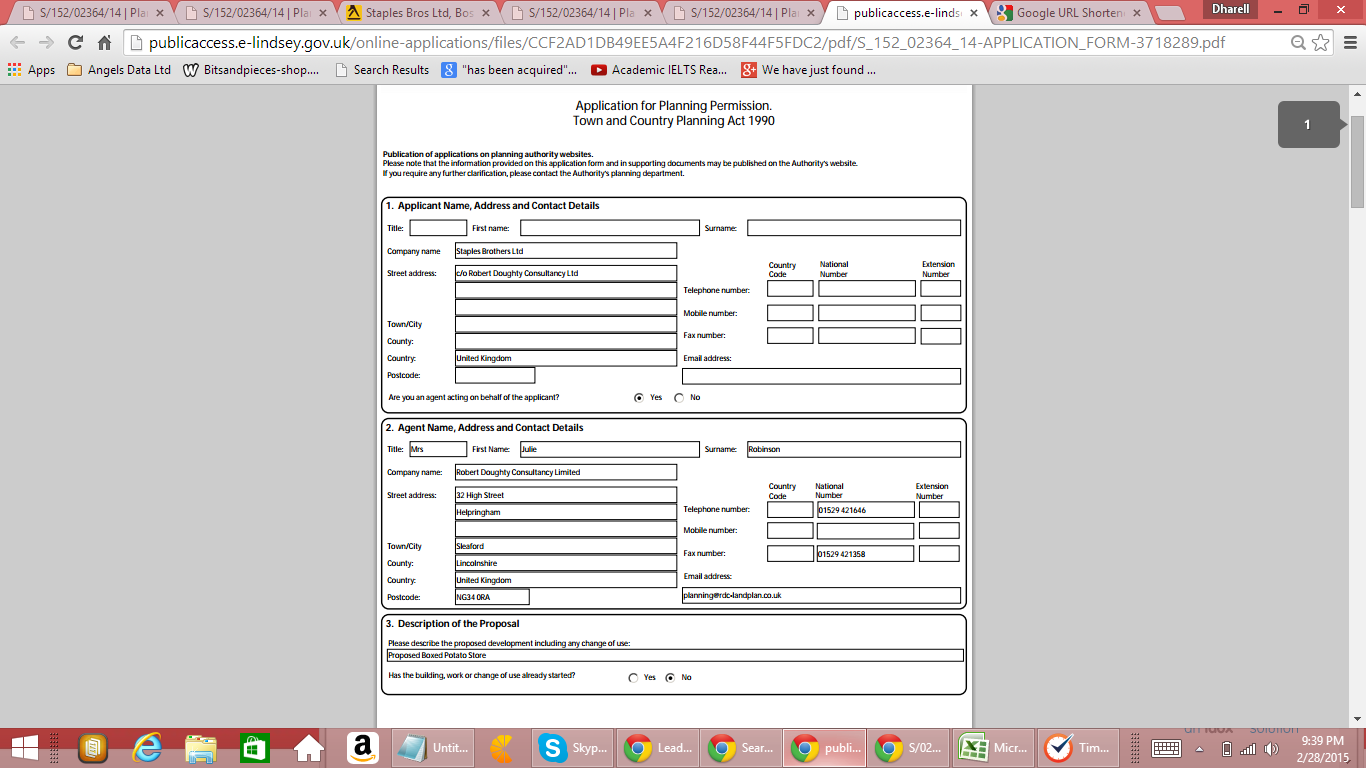 S/152/02364/14 | Pla
S/152/02364/14 | Pla
Staples Bros Ltd, Bos
S/152/02364/14 | Pla
S/152/02364/14 | Pla
publicaccess.e-linds
Google URL Shorten
Dharell
publicaccess.e-lindsey.gov.uk/online-applications/files/CCF2AD1DB49EE5A4F216D58F44F5FDC2/pdf/S_152_02364_14-APPLICATION_FORM-3718289.pdf
Apps Angels Data Ltd Bitsandpieces-shop.... Search Results "has been acquired"... Academic IELTS Rea... We have just found ...
1
Application for Planning Permission.
Town and Country Planning Act 1990
Publication of applications on planning authority websites.
Please note that the information provided on this application form and in supporting documents may be published on the Authority's website.
If you require any further clarification, please contact the Authority's planning department.
1. Applicant Name, Address and Contact Details
Title: First name: Surname:
Company name Staples Brothers Ltd
Street address: c/o Robert Doughty Consultancy Ltd
Country Code National Number Extension Number
Telephone number:
Mobile number:
Town/City
Fax number:
County:
Country: United Kingdom
Email address:
Postcode:
Are you an agent acting on behalf of the applicant? Yes No
2. Agent Name, Address and Contact Details
Title: Mrs First Name: Julie Surname: Robinson
Company name: Robert Doughty Consultancy Limited
Country Code National Number Extension Number
Street address: 32 High Street
Helpringham
Telephone number: 01529 421646
Mobile number:
Town/City Sleaford
Fax number: 01529 421358
County: Lincolnshire
Country: United Kingdom
Email address:
Postcode: NG34 0RA
planning@rdc-landplan.co.uk
3. Description of the Proposal
Please describe the proposed development including any change of use:
Proposed Boxed Potato Store
Has the building, work or change of use already started? Yes No
Untit... Skyp... Lead... Sear... publi... S/02... Micr... Tim...
9:39 PM
2/28/2015